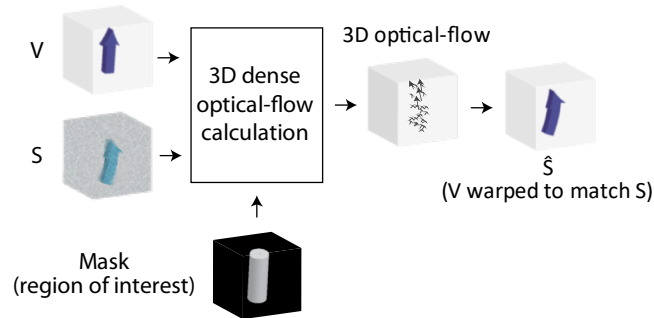 V
S
3D dense
optical-flow
calculation
3D optical-flow
Ŝ
(V warped to match S)
Mask
(region of interest)